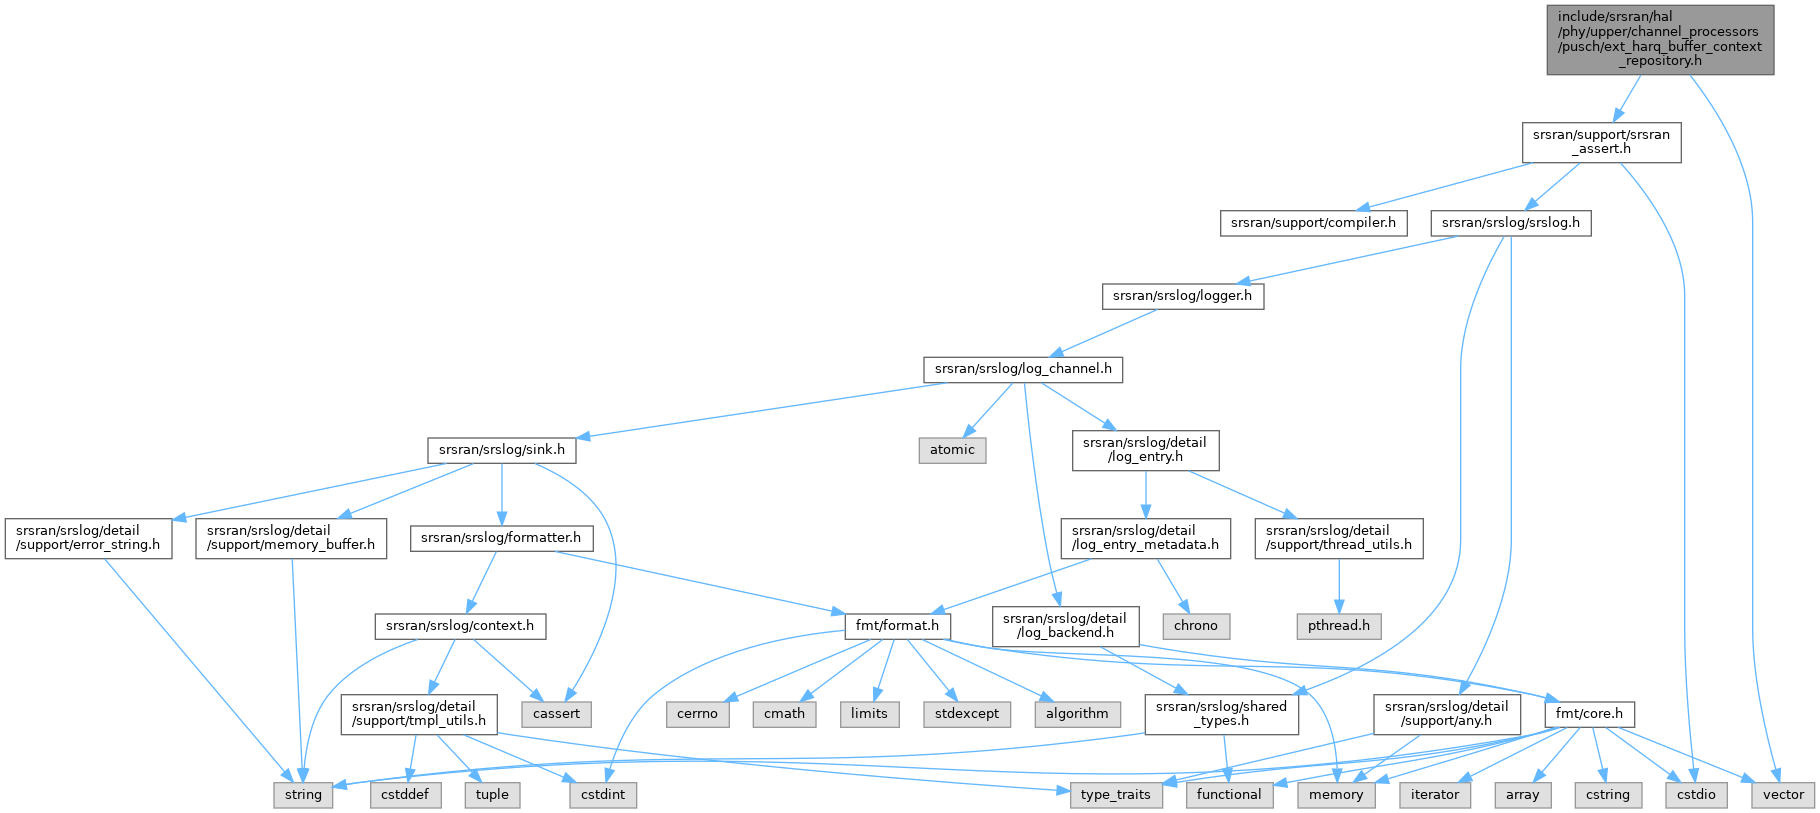 include/srsran/hal
/phy/upper/channel_processors
/pusch/ext_harq_buffer_context
_repository.h
srsran/support/srsran
_assert.h
srsran/support/compiler.h
srsran/srslog/srslog.h
srsran/srslog/logger.h
srsran/srslog/log_channel.h
srsran/srslog/sink.h
atomic
srsran/srslog/detail
/log_entry.h
srsran/srslog/detail
/support/error_string.h
srsran/srslog/detail
/support/memory_buffer.h
srsran/srslog/formatter.h
srsran/srslog/detail
/log_entry_metadata.h
srsran/srslog/detail
/support/thread_utils.h
srsran/srslog/context.h
fmt/format.h
srsran/srslog/detail
/log_backend.h
chrono
pthread.h
srsran/srslog/detail
/support/tmpl_utils.h
cassert
cerrno
cmath
limits
stdexcept
algorithm
srsran/srslog/shared
_types.h
srsran/srslog/detail
/support/any.h
fmt/core.h
string
cstddef
tuple
cstdint
type_traits
functional
memory
iterator
array
cstring
cstdio
vector